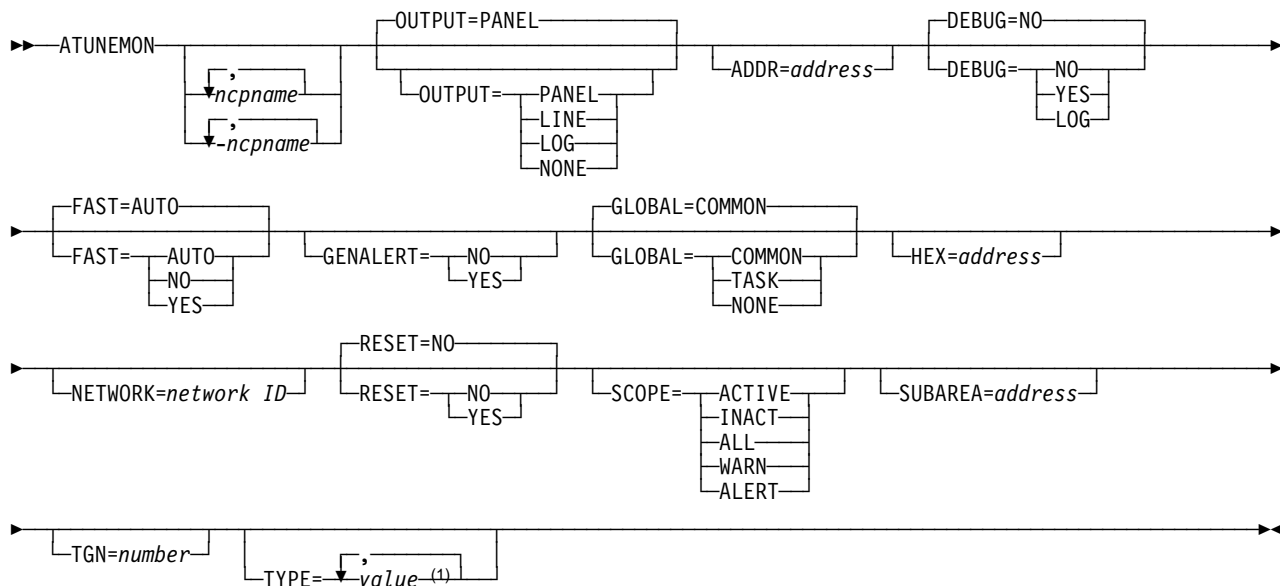 OUTPUT=PANEL DEBUG=NO
ATUNEMON
, ADDR=address DEBUG= NO
ncpname OUTPUT= PANEL YES
, LINE LOG
-ncpname LOG
NONE
FAST=AUTO GLOBAL=COMMON
FAST= AUTO GENALERT= NO GLOBAL= COMMON HEX=address
NO YES TASK
YES NONE
RESET=NO
NETWORK=network ID RESET= NO SCOPE= ACTIVE SUBAREA=address
YES INACT
ALL
WARN
ALERT
TGN=number ,
TYPE= value (1)